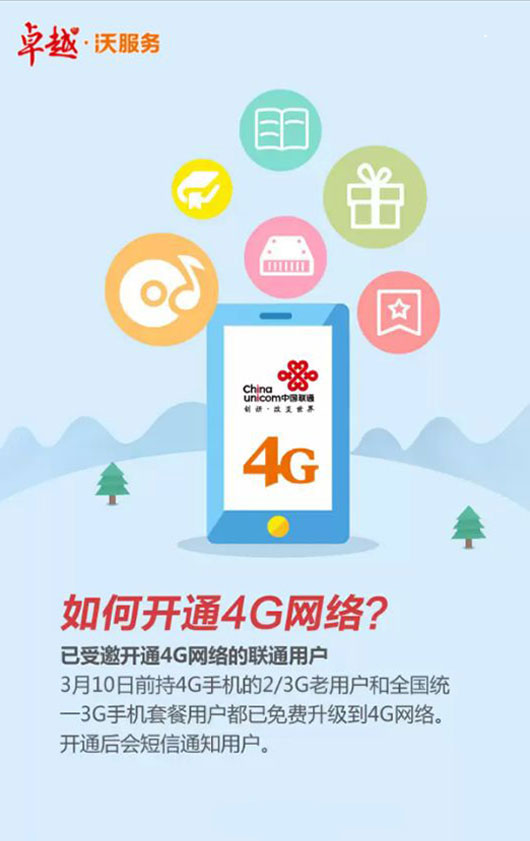 卓越·沃服务
China
unicom中国联通
创新·改变世界
4G
如何开通4G网络?
已受邀开通4G网络的联通用户
3月10日前持4G手机的2/3G老用户和全国统
一3G手机套餐用户都已免费升级到4G网络。
开通后会短信通知用户。